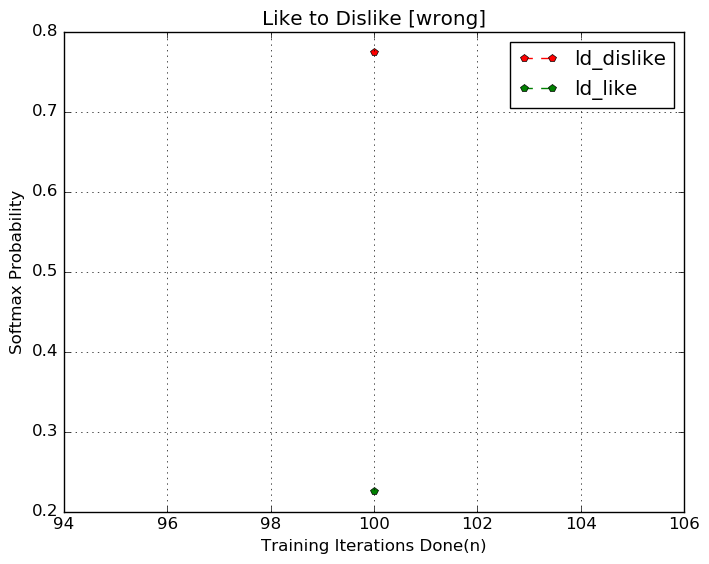 Like to Dislike [wrong]
0.8
0.7
0.6
0.5
0.4
0.3
0.2
Softmax Probability
ld_dislike
ld_like
94 96 98 100 102 104 106
Training Iterations Done(n)